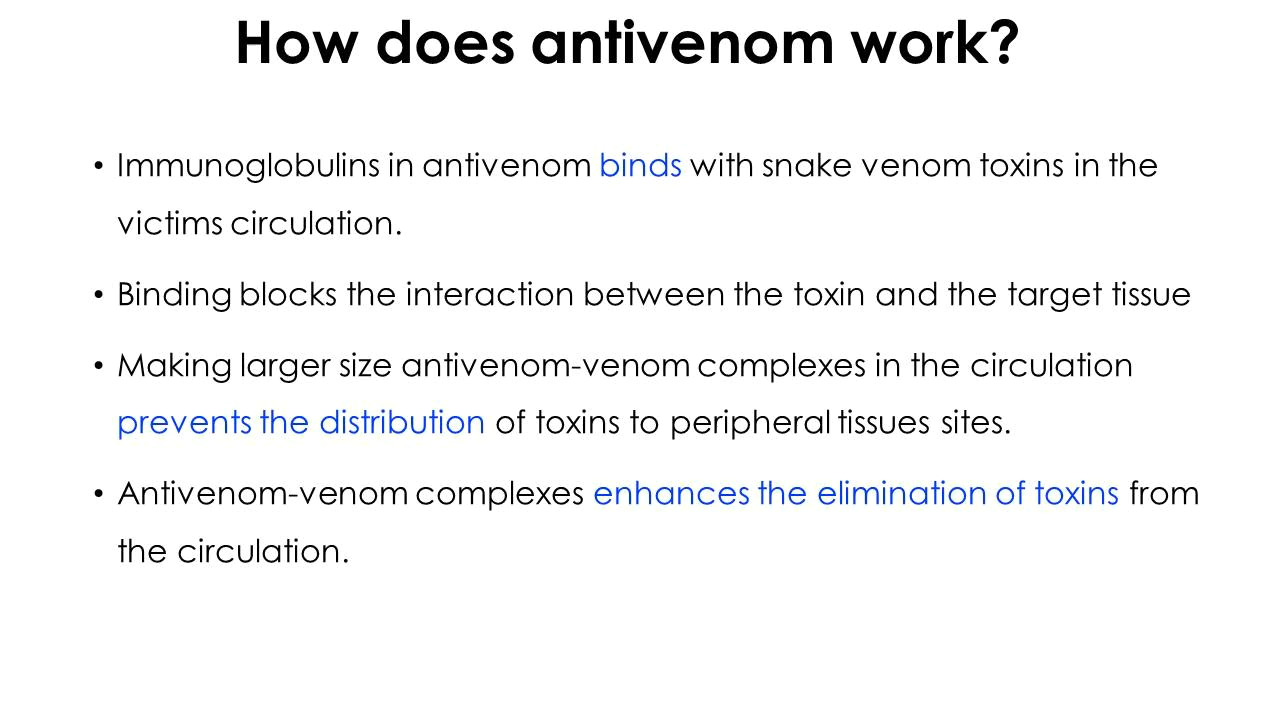 How does antivenom work?
• Immunoglobulins in antivenom binds with snake venom toxins in the
victims circulation.
• Binding blocks the interaction between the toxin and the target tissue
• Making larger size antivenom-venom complexes in the circulation
prevents the distribution of toxins to peripheral tissues sites.
• Antivenom-venom complexes enhances the elimination of toxins from
the circulation.